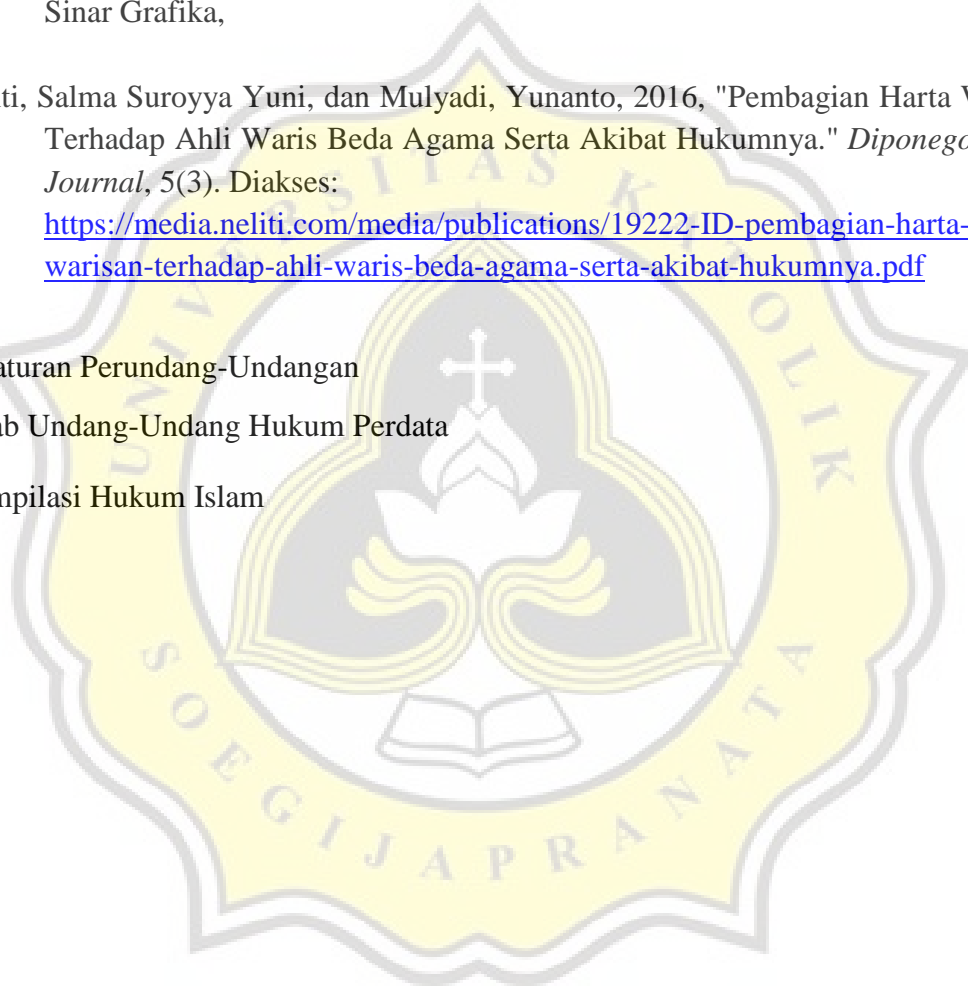 Sinar Grafika,
ti, Salma Suroyya Yuni, dan Mulyadi, Yunanto, 2016, "Pembagian Harta W
Terhadap Ahli Waris Beda Agama Serta Akibat Hukumnya." Diponego
Journal, 5(3). Diakses:
https://media.neliti.com/media/publications/19222-ID-pembagian-harta-
warisan-terhadap-ahli-waris-beda-agama-serta-akibat-hukumnya.pdf
aturan Perundang-Undangan
ab Undang-Undang Hukum Perdata
mpilasi Hukum Islam
UNIVERSITAS KATOLIK
SOEGIJAPRANATA